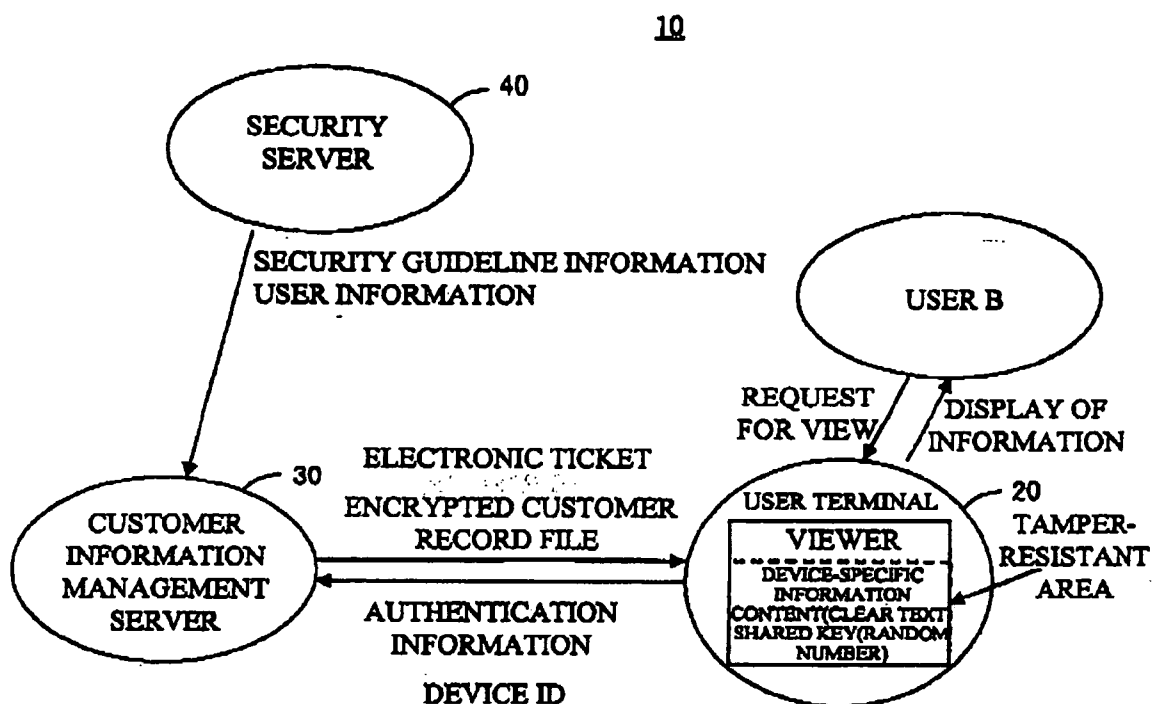 10
40
SECURITY
SERVER
SECURITY GUIDELINE INFORMATION
USER INFORMATION
USER B
REQUEST
FOR VIEW
DISPLAY OF
INFORMATION
ELECTRONIC TICKET
ENCRYPTED CUSTOMER
RECORD FILE
30
CUSTOMER
INFORMATION
MANAGEMENT
SERVER
AUTHENTICATION
INFORMATION
DEVICE ID
USER TERMINAL
20
VIEWER
DEVICE-SPECIFIC
INFORMATION
CONTENT(CLEAR TEXT)
SHARED KEY(RANDOM
NUMBER)
TAMPER-
RESISTANT
AREA